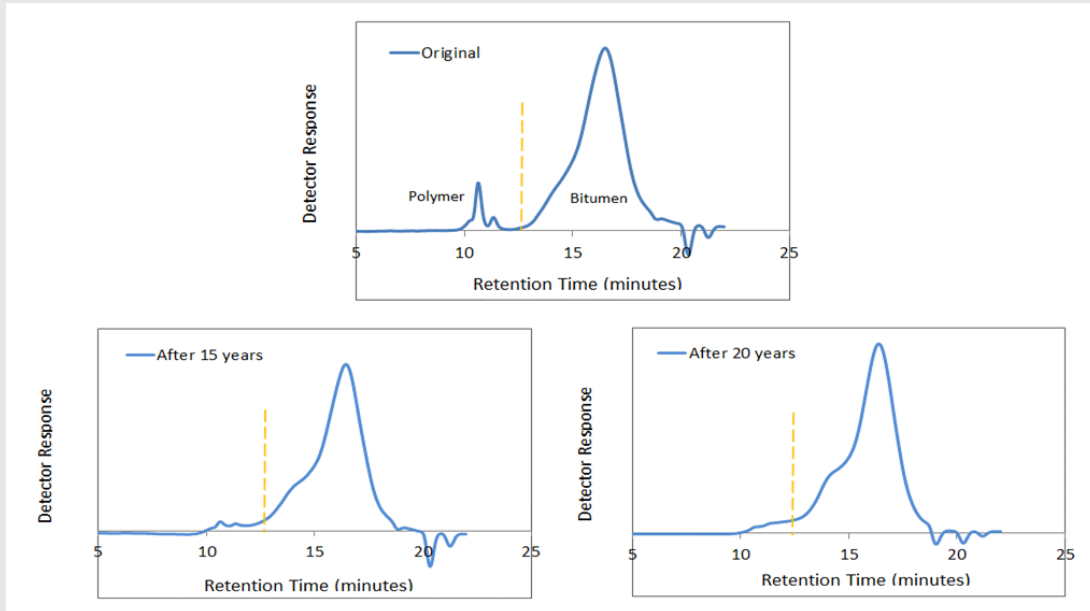 Original
Detector Response
Polymer
Bitumen
5 10 15 20 25
Retention Time (minutes)
After 15 years
Detector Response
5 10 15 20 25
Retention Time (minutes)
After 20 years
Detector Response
5 10 15 20 25
Retention Time (minutes)